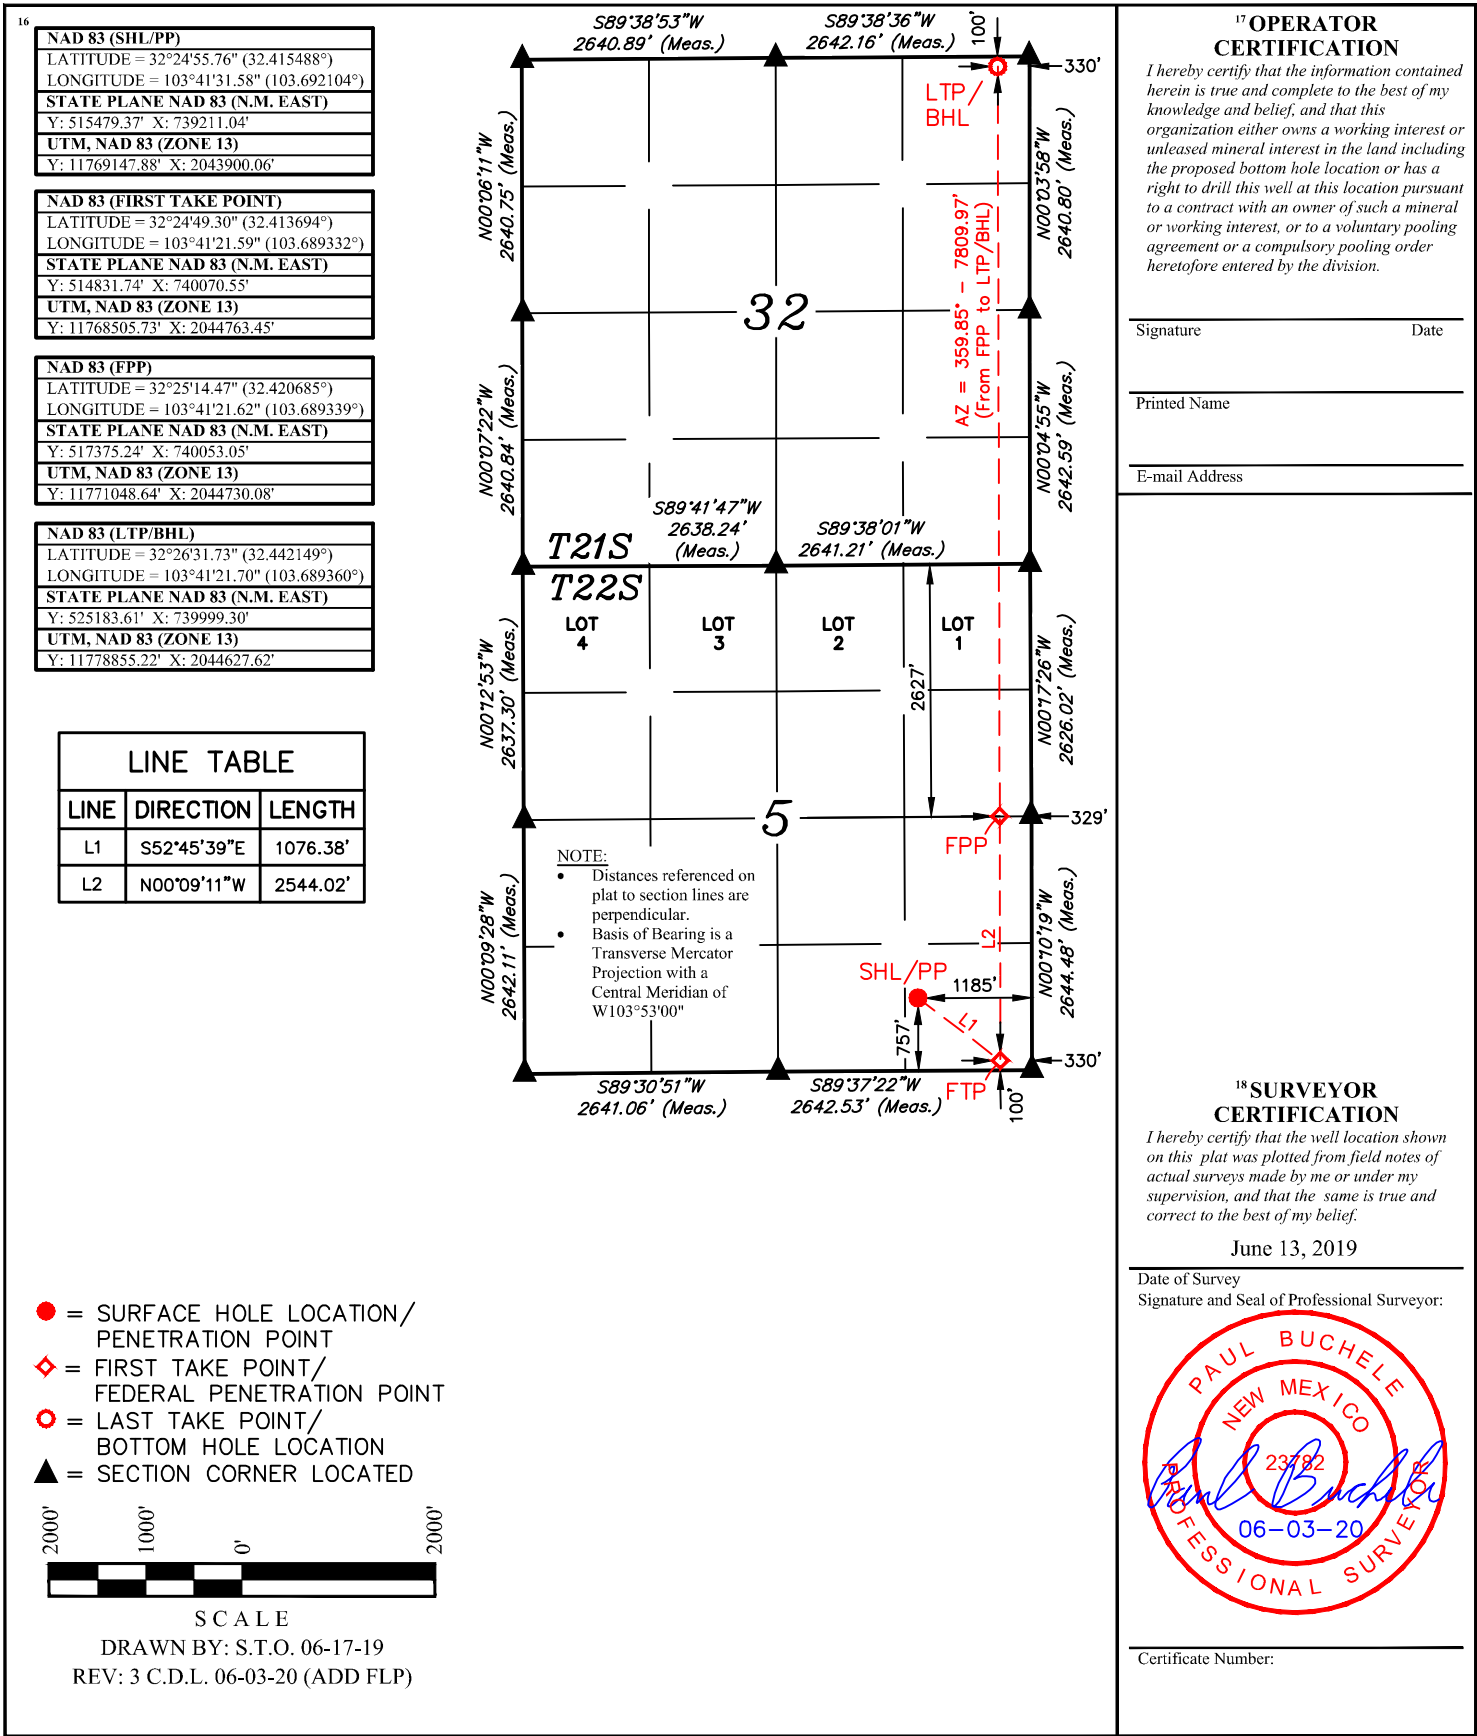 16
NAD 83 (SHL/PP)
LATITUDE = 32°24'55.76" (32.415488°)
LONGITUDE = 103°41'31.58" (103.692104°)
STATE PLANE NAD 83 (N.M. EAST)
Y: 515479.37' X: 739211.04'
UTM, NAD 83 (ZONE 13)
Y: 11769147.88' X: 2043900.06'
NAD 83 (FIRST TAKE POINT)
LATITUDE = 32°24'49.30" (32.413694°)
LONGITUDE = 103°41'21.59" (103.689332°)
STATE PLANE NAD 83 (N.M. EAST)
Y: 514831.74' X: 740070.55'
UTM, NAD 83 (ZONE 13)
Y: 11768505.73' X: 2044763.45'
NAD 83 (FPP)
LATITUDE = 32°25'14.47" (32.420685°)
LONGITUDE = 103°41'21.62" (103.689339°)
STATE PLANE NAD 83 (N.M. EAST)
Y: 517375.24' X: 740053.05'
UTM, NAD 83 (ZONE 13)
Y: 11771048.64' X: 2044730.08'
NAD 83 (LTP/BHL)
LATITUDE = 32°26'31.73" (32.442149°)
LONGITUDE = 103°41'21.70" (103.689360°)
STATE PLANE NAD 83 (N.M. EAST)
Y: 525183.61' X: 739999.30'
UTM, NAD 83 (ZONE 13)
Y: 11778855.22' X: 2044627.62'
LINE TABLE
LINE DIRECTION LENGTH
L1 S52°45'39"E 1076.38'
L2 N00°09'11"W 2544.02'
S89°38'53"W
2640.89' (Meas.)
S89°38'36"W
2642.16' (Meas.)
100'
330'
LTP/
BHL
N00°06'11"W
2640.75' (Meas.)
N00°03'58"W
2640.80' (Meas.)
AZ = 359.85° - 7809.97'
(From FPP to LTP/BHL)
32
N00°07'22"W
2640.84' (Meas.)
N00°04'55"W
2642.59' (Meas.)
S89°41'47"W
2638.24'
(Meas.)
S89°38'01"W
2641.21' (Meas.)
T21S
T22S
LOT
4
LOT
3
LOT
2
LOT
1
N00°12'53"W
2637.30' (Meas.)
2627'
N00°17'26"W
2626.02' (Meas.)
5
329'
FPP
NOTE:
• Distances referenced on
plat to section lines are
perpendicular.
• Basis of Bearing is a
Transverse Mercator
Projection with a
Central Meridian of
W103°53'00"
N00°09'28"W
2642.11' (Meas.)
L2
N00°10'19"W
2644.48' (Meas.)
SHL/PP
1185'
L1
757'
330'
FTP
100'
S89°30'51"W
2641.06' (Meas.)
S89°37'22"W
2642.53' (Meas.)
= SURFACE HOLE LOCATION/
PENETRATION POINT
= FIRST TAKE POINT/
FEDERAL PENETRATION POINT
= LAST TAKE POINT/
BOTTOM HOLE LOCATION
= SECTION CORNER LOCATED
2000' 1000' 0' 2000'
SCALE
DRAWN BY: S.T.O. 06-17-19
REV: 3 C.D.L. 06-03-20 (ADD FLP)
17 OPERATOR
CERTIFICATION
I hereby certify that the information contained
herein is true and complete to the best of my
knowledge and belief, and that this
organization either owns a working interest or
unleased mineral interest in the land including
the proposed bottom hole location or has a
right to drill this well at this location pursuant
to a contract with an owner of such a mineral
or working interest, or to a voluntary pooling
agreement or a compulsory pooling order
heretofore entered by the division.
Signature Date
Printed Name
E-mail Address
18 SURVEYOR
CERTIFICATION
I hereby certify that the well location shown
on this plat was plotted from field notes of
actual surveys made by me or under my
supervision, and that the same is true and
correct to the best of my belief.
June 13, 2019
Date of Survey
Signature and Seal of Professional Surveyor:
PAUL BUCHELE
NEW MEXICO
23782
Paul Buchele
06-03-20
PROFESSIONAL SURVEYOR
Certificate Number: